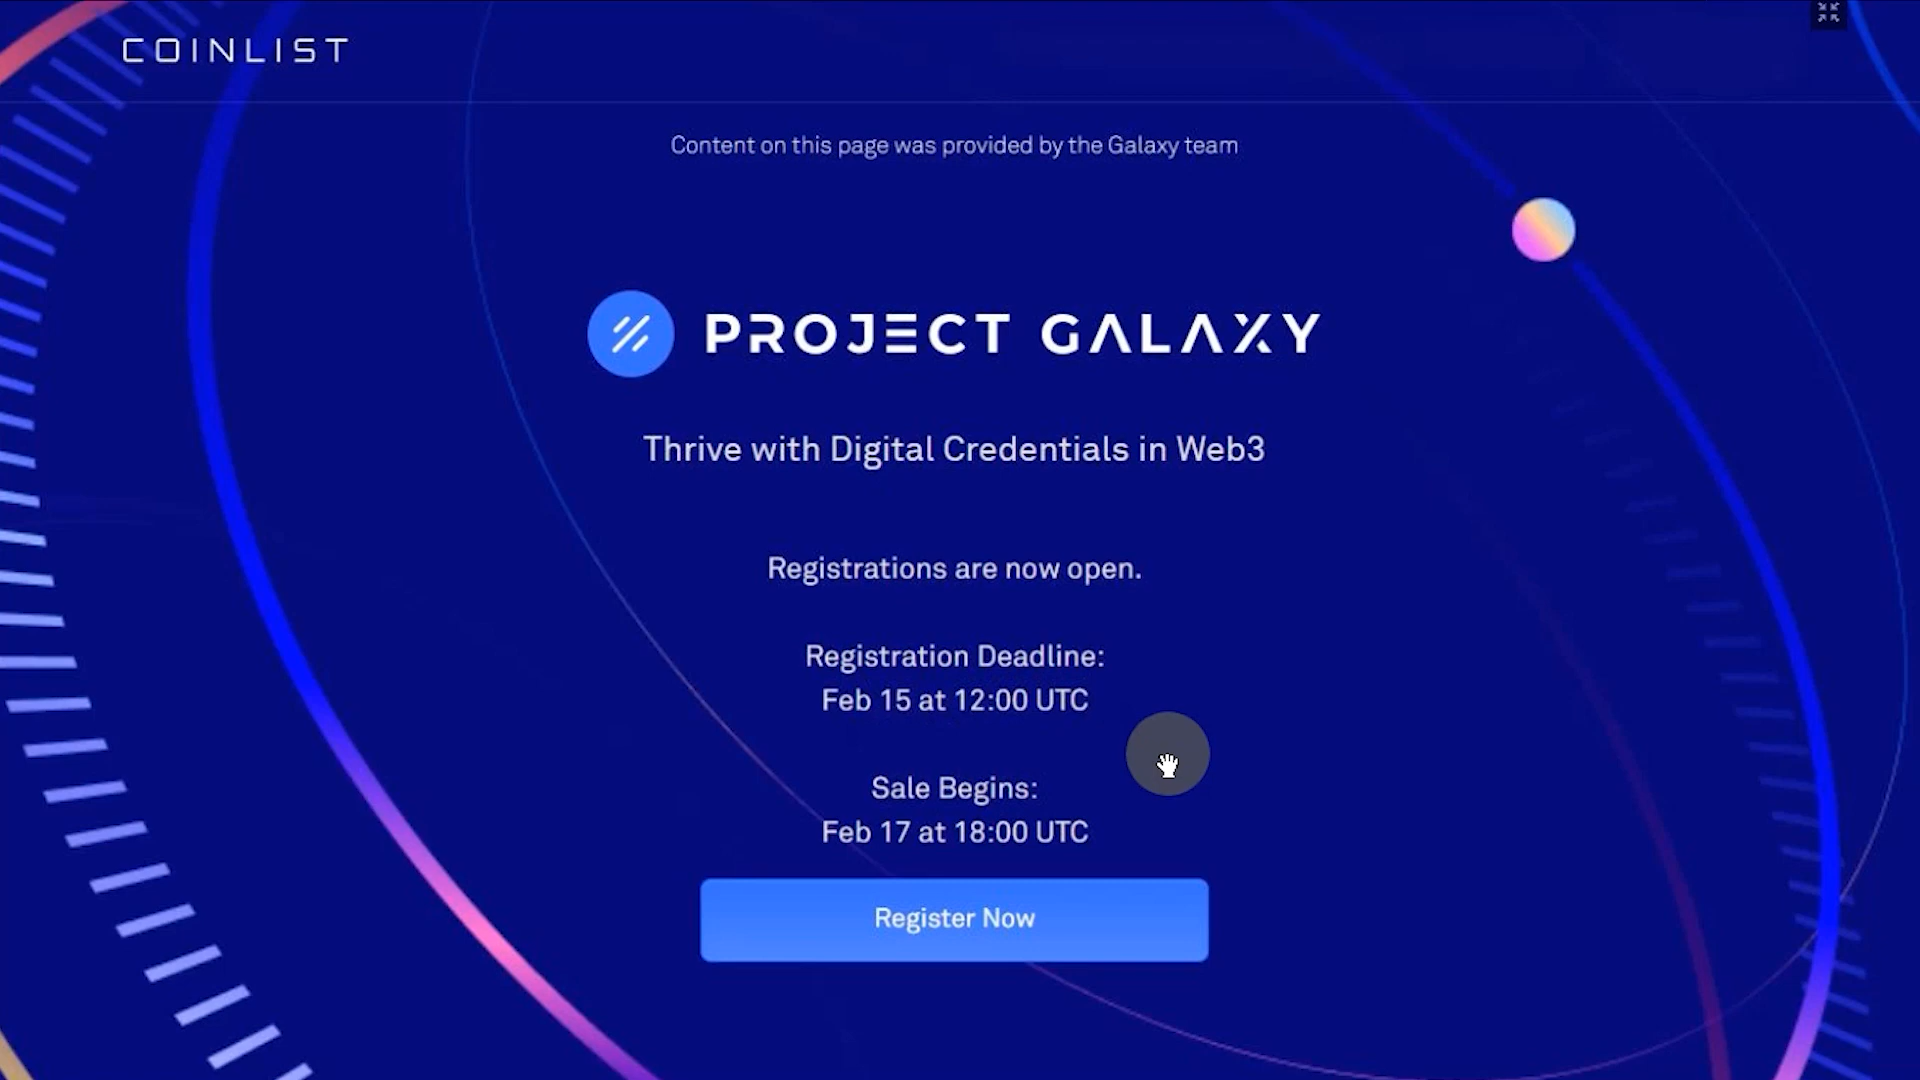 COINLIST
Content on this page was provided by the Galaxy team
PROJECT GALAXY
Thrive with Digital Credentials in Web3
Registrations are now open.
Registration Deadline:
Feb 15 at 12:00 UTC
Sale Begins:
Feb 17 at 18:00 UTC
Register Now